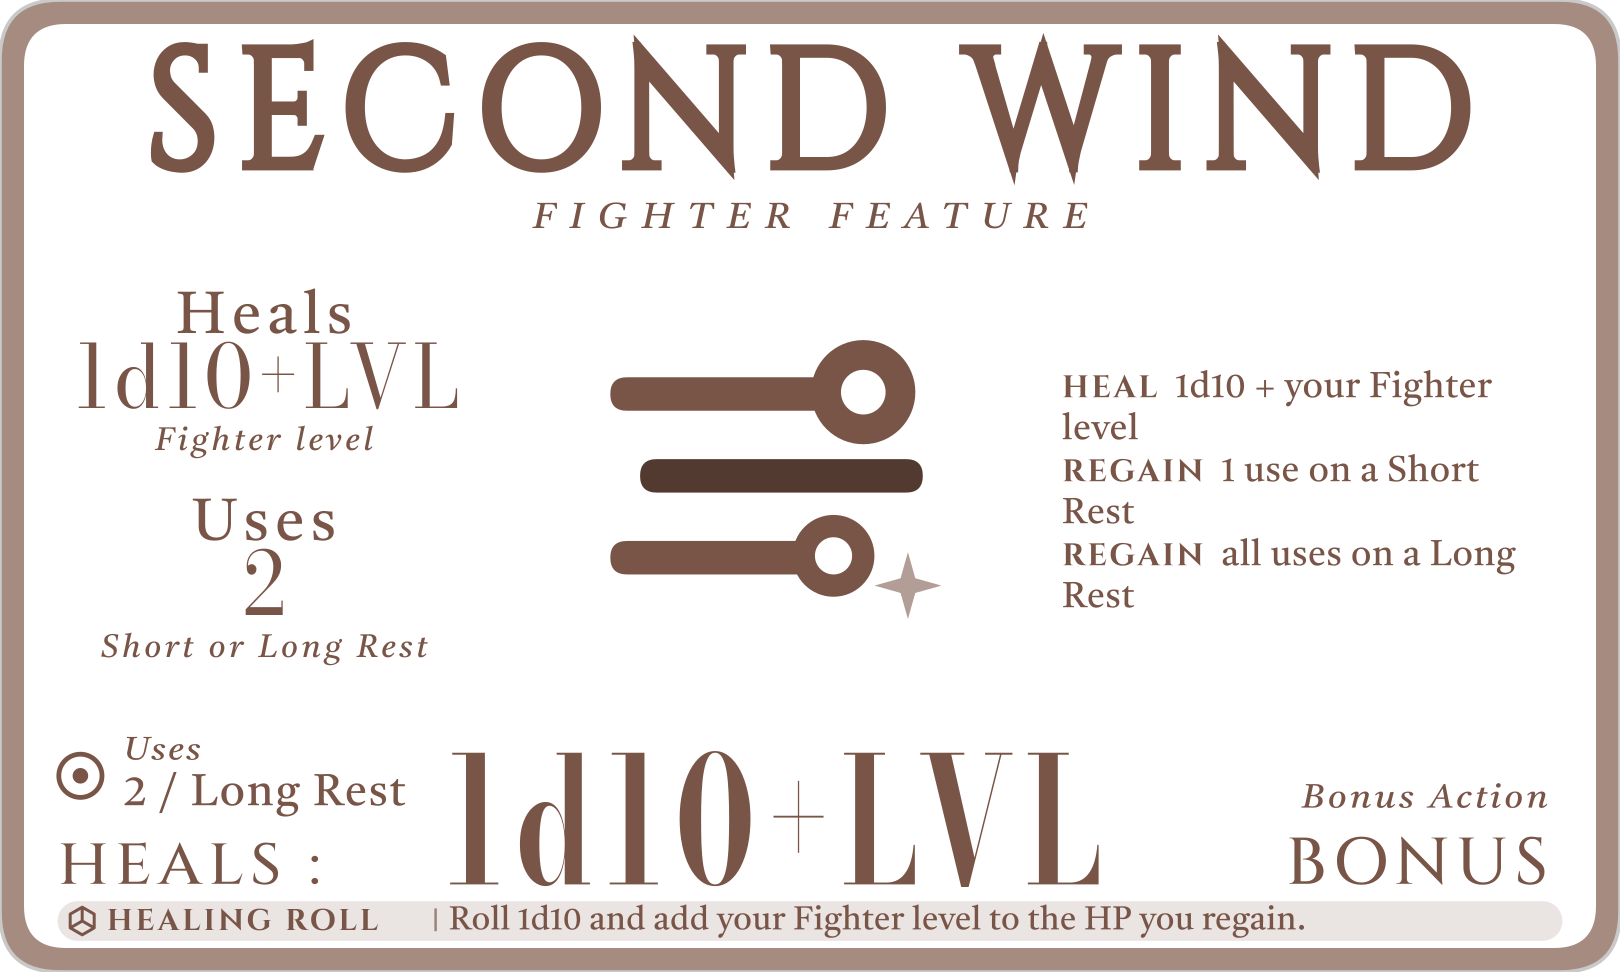 SECOND WIND
FIGHTER FEATURE
Heals
1d10+LVL
Fighter level
Uses
2
Short or Long Rest
HEAL 1d10 + your Fighter
level
REGAIN 1 use on a Short
Rest
REGAIN all uses on a Long
Rest
Uses
2 / Long Rest
HEALS :
1d10+LVL
Bonus Action
BONUS
HEALING ROLL | Roll 1d10 and add your Fighter level to the HP you regain.